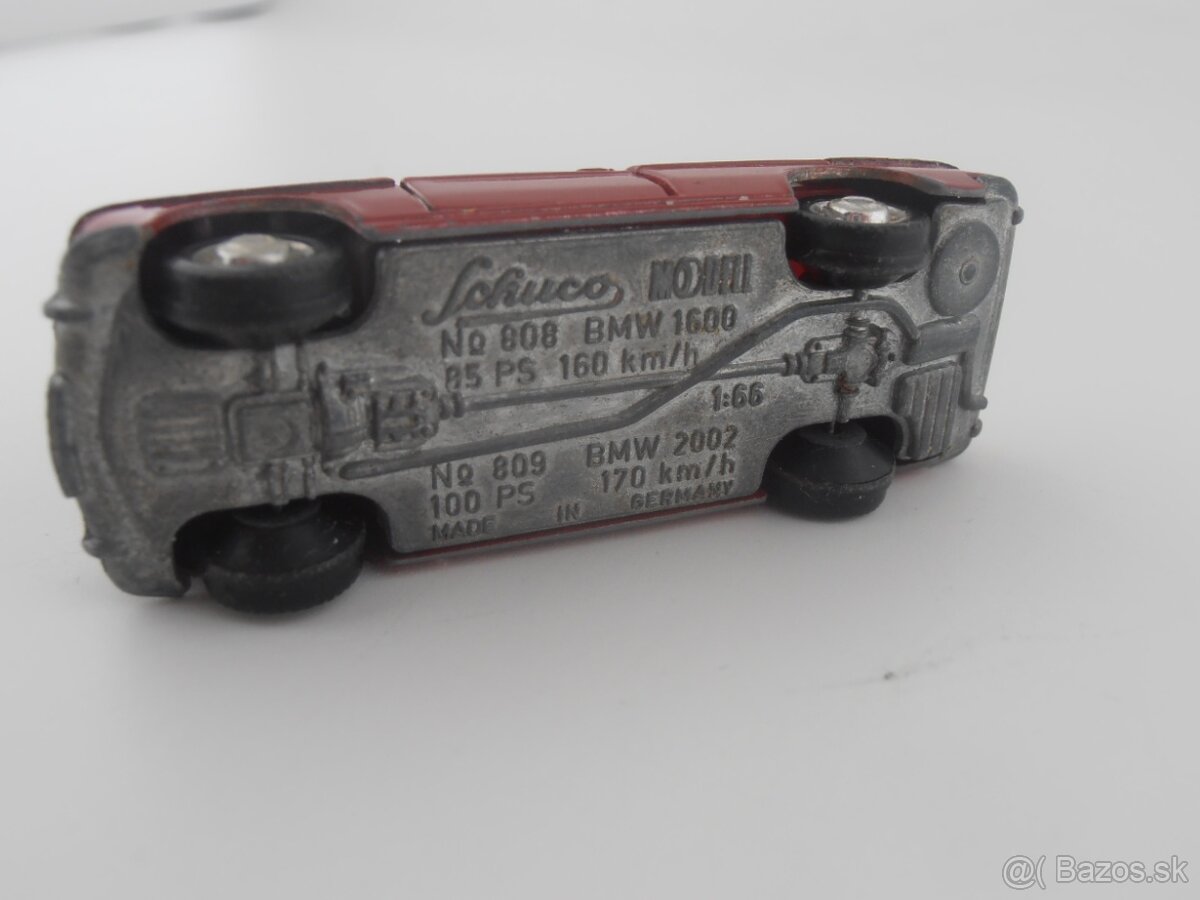 Schuco MODELL
No 808 BMW 1600
85 PS 160 km/h
1:66
No 809 BMW 2002
100 PS 170 km/h
MADE IN GERMANY
@( Bazos.sk